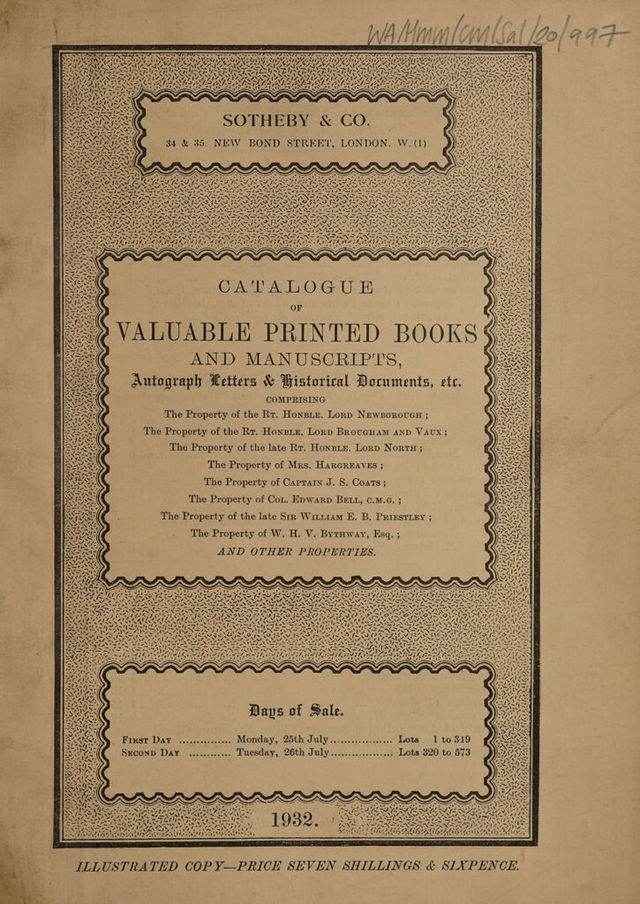 WA/Hmm/Cm/Sal/20/997
SOTHEBY & CO.
34 & 35 NEW BOND STREET, LONDON. W.(1)
CATALOGUE
OF
VALUABLE PRINTED BOOKS
AND MANUSCRIPTS,
Autograph Letters & Historical Documents, etc.
COMPRISING
The Property of the RT. HONBLE. LORD NEWBOROUGH ;
The Property of the RT. HONBLE. LORD BROUGHAM AND VAUX ;
The Property of the late RT. HONBLE. LORD NORTH ;
The Property of MRS. HARGREAVES ;
The Property of CAPTAIN J. S. COATS ;
The Property of COL. EDWARD BELL, C.M.G. ;
The Property of the late SIR WILLIAM E. B. PRIESTLEY ;
The Property of W. H. V. BYTHWAY, Esq. ;
AND OTHER PROPERTIES.
Days of Sale.
FIRST DAY ............... Monday, 25th July.................. Lots 1 to 319
SECOND DAY ............ Tuesday, 26th July.................. Lots 320 to 573
1932.
ILLUSTRATED COPY—PRICE SEVEN SHILLINGS & SIXPENCE.